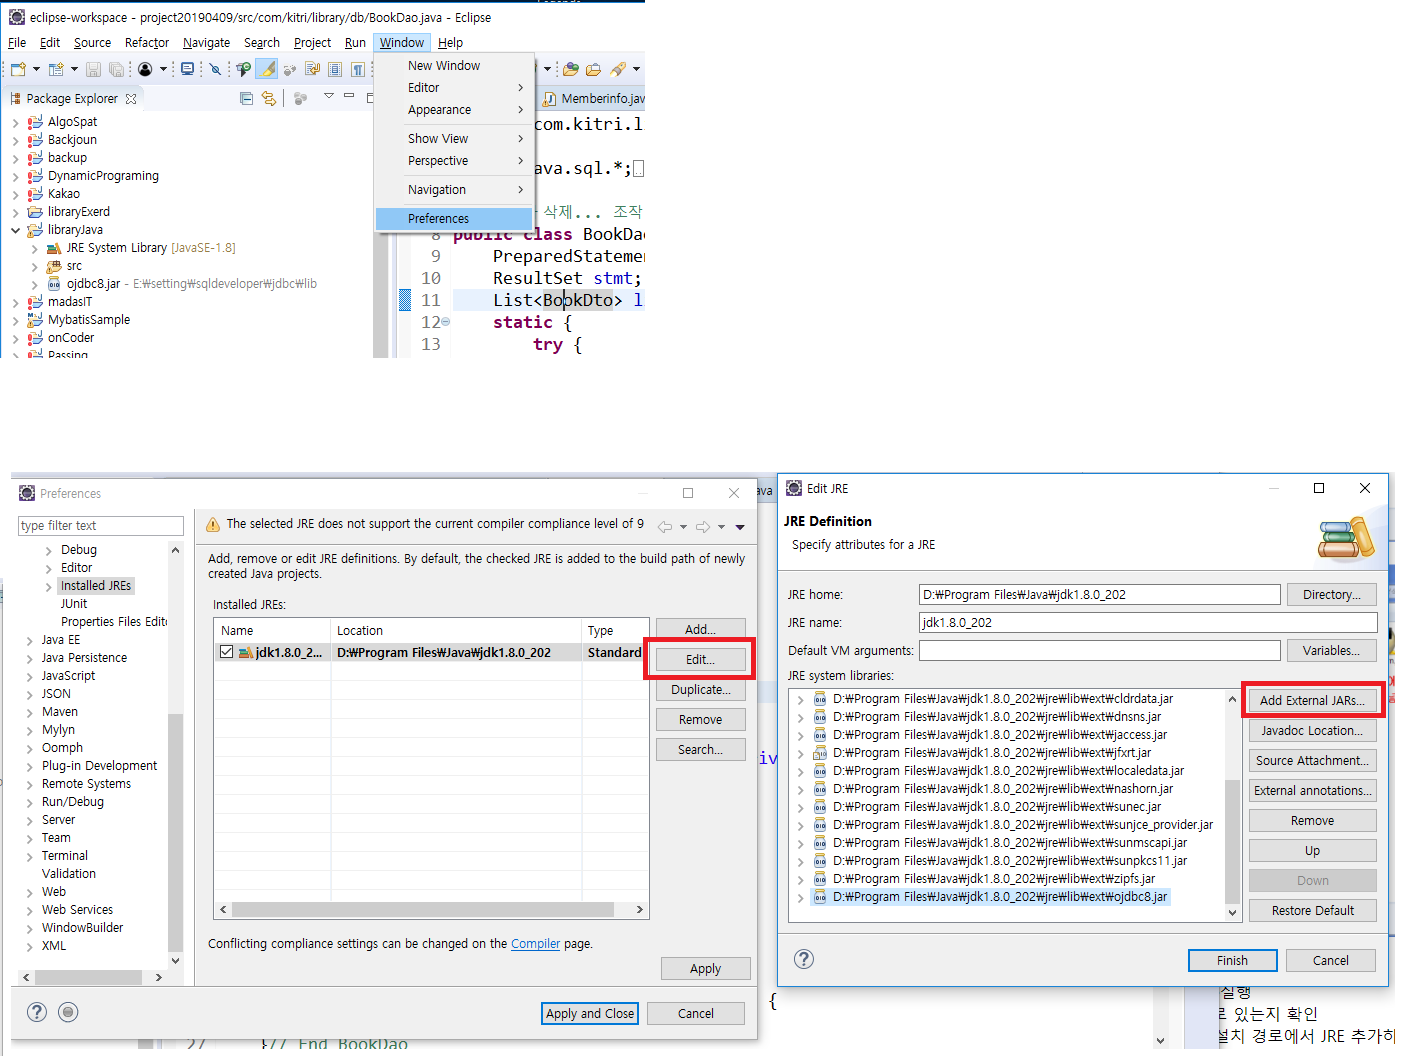 eclipse-workspace - project20190409/src/com/kitri/library/db/BookDao.java - Eclipse
File Edit Source Refactor Navigate Search Project Run Window Help
New Window
Editor
Appearance
Show View
Perspective
Navigation
Preferences
Package Explorer
AlgoSpat
Backjoun
backup
DynamicPrograming
Kakao
libraryExerd
libraryJava
JRE System Library [JavaSE-1.8]
src
ojdbc8.jar - E:₩setting₩sqldeveloper₩jdbc₩lib
madasIT
MybatisSample
onCoder
Passing
Memberinfo.jav
com.kitri.l
ava.sql.*;
삭제... 조작
8 public class BookDao
9 PreparedStatemen
10 ResultSet stmt;
11 List<BookDto> l
12 static {
13 try {
Preferences
type filter text
Debug
Editor
Installed JREs
JUnit
Properties Files Edito
Java EE
Java Persistence
JavaScript
JSON
Maven
Mylyn
Oomph
Plug-in Development
Remote Systems
Run/Debug
Server
Team
Terminal
Validation
Web
Web Services
WindowBuilder
XML
The selected JRE does not support the current compiler compliance level of 9
Add, remove or edit JRE definitions. By default, the checked JRE is added to the build path of newly
created Java projects.
Installed JREs:
Name Location Type
jdk1.8.0_2... D:₩Program Files₩Java₩jdk1.8.0_202 Standard
Add...
Edit...
Duplicate...
Remove
Search...
Conflicting compliance settings can be changed on the Compiler page.
Apply
Apply and Close Cancel
27 }// End BookDao
ava
iv
{
Edit JRE
JRE Definition
Specify attributes for a JRE
JRE home: D:₩Program Files₩Java₩jdk1.8.0_202 Directory...
JRE name: jdk1.8.0_202
Default VM arguments: Variables...
JRE system libraries:
D:₩Program Files₩Java₩jdk1.8.0_202₩jre₩lib₩ext₩cldrdata.jar
D:₩Program Files₩Java₩jdk1.8.0_202₩jre₩lib₩ext₩dnsns.jar
D:₩Program Files₩Java₩jdk1.8.0_202₩jre₩lib₩ext₩jaccess.jar
D:₩Program Files₩Java₩jdk1.8.0_202₩jre₩lib₩ext₩jfxrt.jar
D:₩Program Files₩Java₩jdk1.8.0_202₩jre₩lib₩ext₩localedata.jar
D:₩Program Files₩Java₩jdk1.8.0_202₩jre₩lib₩ext₩nashorn.jar
D:₩Program Files₩Java₩jdk1.8.0_202₩jre₩lib₩ext₩sunec.jar
D:₩Program Files₩Java₩jdk1.8.0_202₩jre₩lib₩ext₩sunjce_provider.jar
D:₩Program Files₩Java₩jdk1.8.0_202₩jre₩lib₩ext₩sunmscapi.jar
D:₩Program Files₩Java₩jdk1.8.0_202₩jre₩lib₩ext₩sunpkcs11.jar
D:₩Program Files₩Java₩jdk1.8.0_202₩jre₩lib₩ext₩zipfs.jar
D:₩Program Files₩Java₩jdk1.8.0_202₩jre₩lib₩ext₩ojdbc8.jar
Add External JARs...
Javadoc Location...
Source Attachment...
External annotations...
Remove
Up
Down
Restore Default
Finish Cancel
실행
로 있는지 확인
설치 경로에서 JRE 추가하